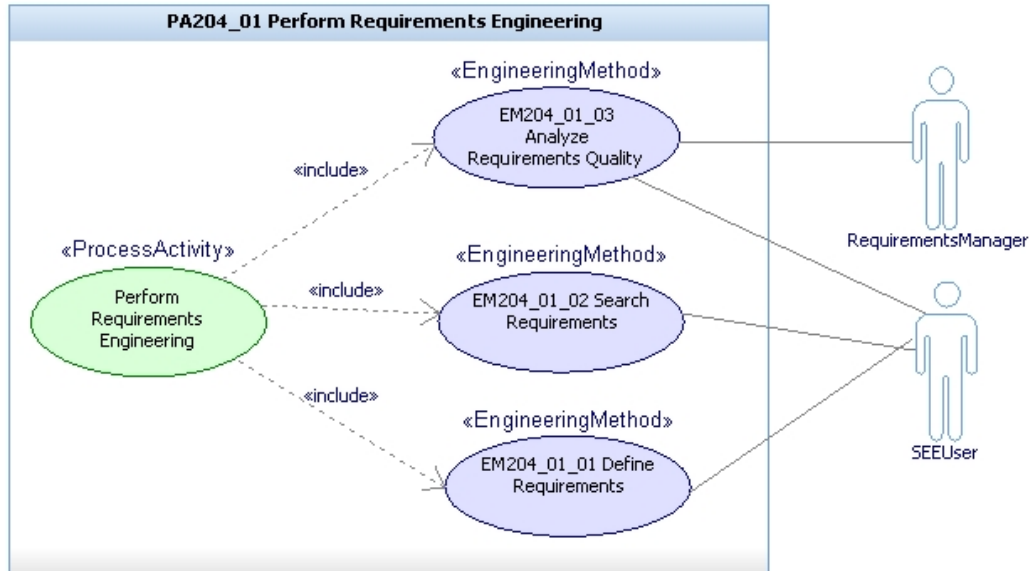 PA204_01 Perform Requirements Engineering
«EngineeringMethod»
EM204_01_03
Analyze
Requirements Quality
«include»
RequirementsManager
«ProcessActivity»
Perform
Requirements
Engineering
«EngineeringMethod»
«include»
EM204_01_02 Search
Requirements
«include»
«EngineeringMethod»
EM204_01_01 Define
Requirements
SEEUser